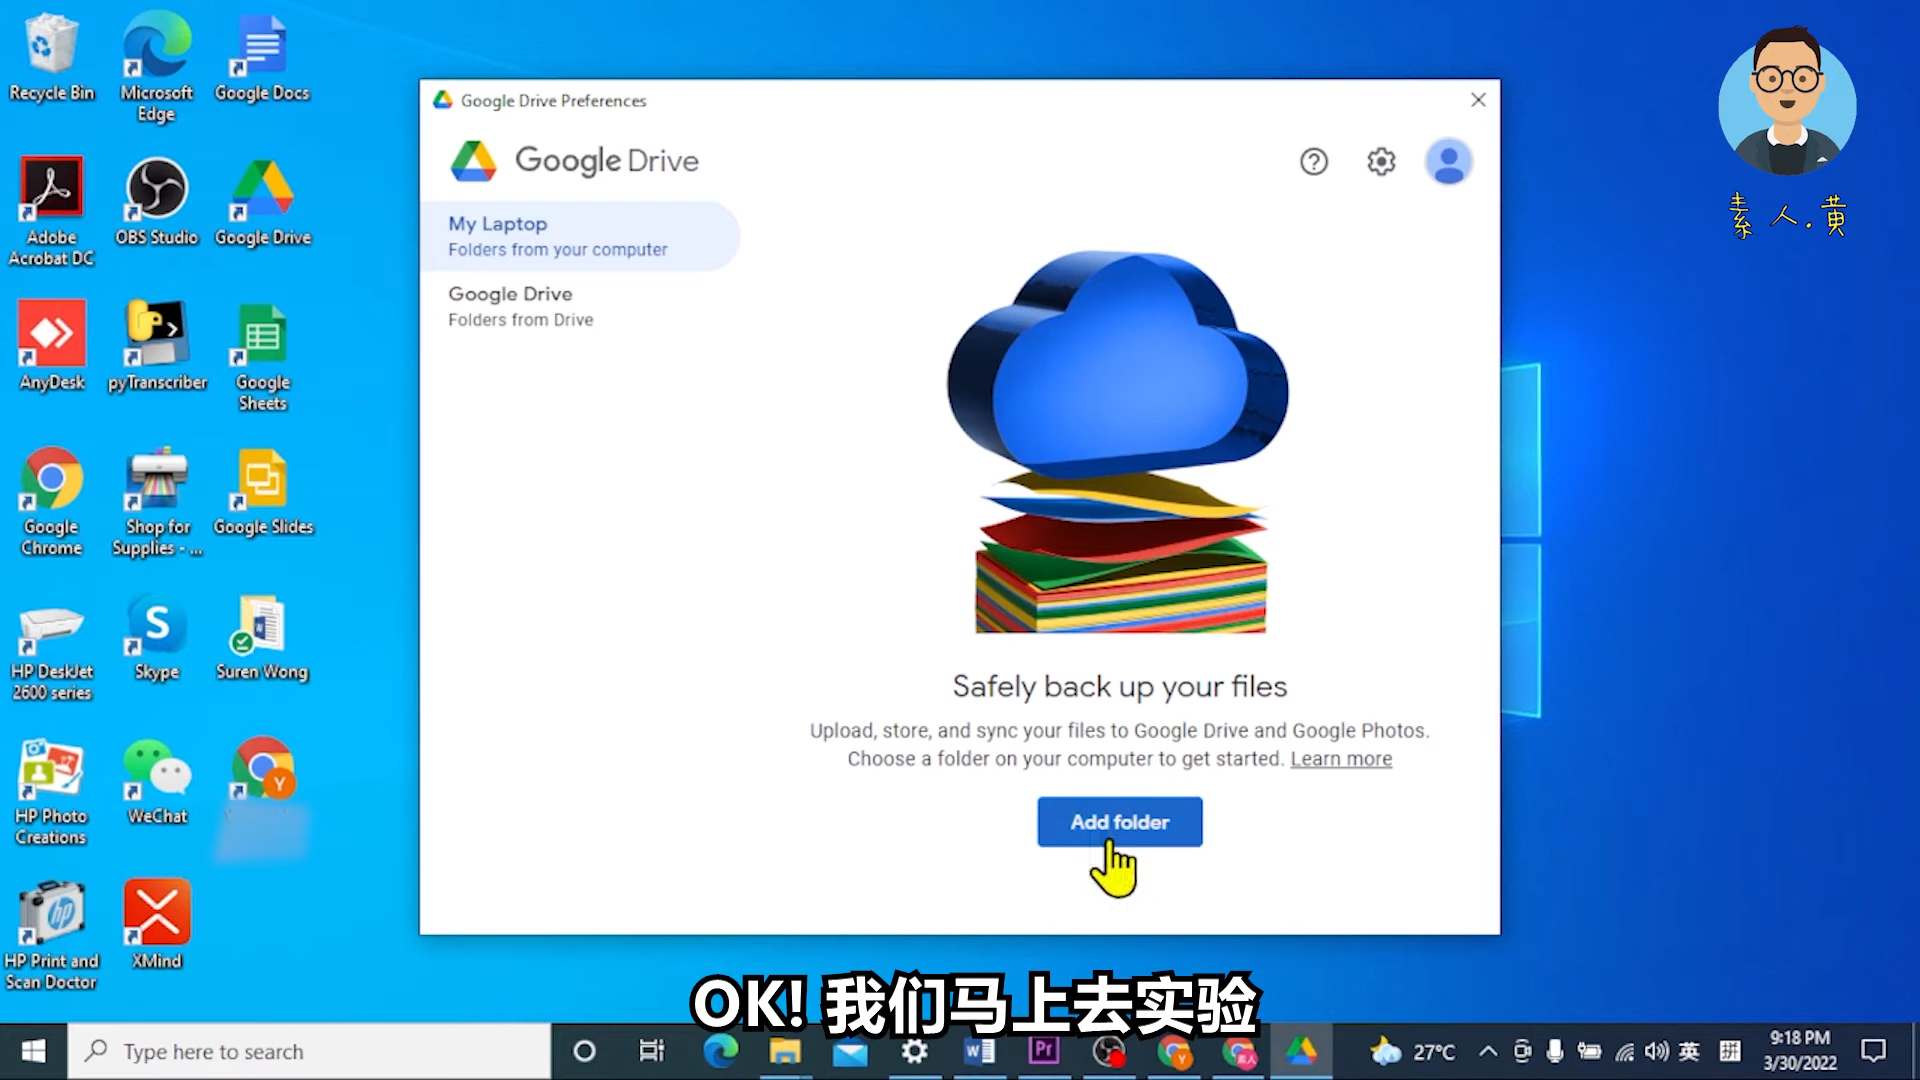 Recycle Bin
Microsoft
Edge
Google Docs
Adobe
Acrobat DC
OBS Studio
Google Drive
AnyDesk
pyTranscriber
Google
Sheets
Google
Chrome
Shop for
Supplies - ...
Google Slides
HP DeskJet
2600 series
Skype
Suren Wong
HP Photo
Creations
WeChat
HP Print and
Scan Doctor
XMind
Google Drive Preferences
Google Drive
My Laptop
Folders from your computer
Google Drive
Folders from Drive
Safely back up your files
Upload, store, and sync your files to Google Drive and Google Photos.
Choose a folder on your computer to get started. Learn more
Add folder
素人.黄
OK! 我们马上去实验
Type here to search
27°C
英
拼
9:18 PM
3/30/2022